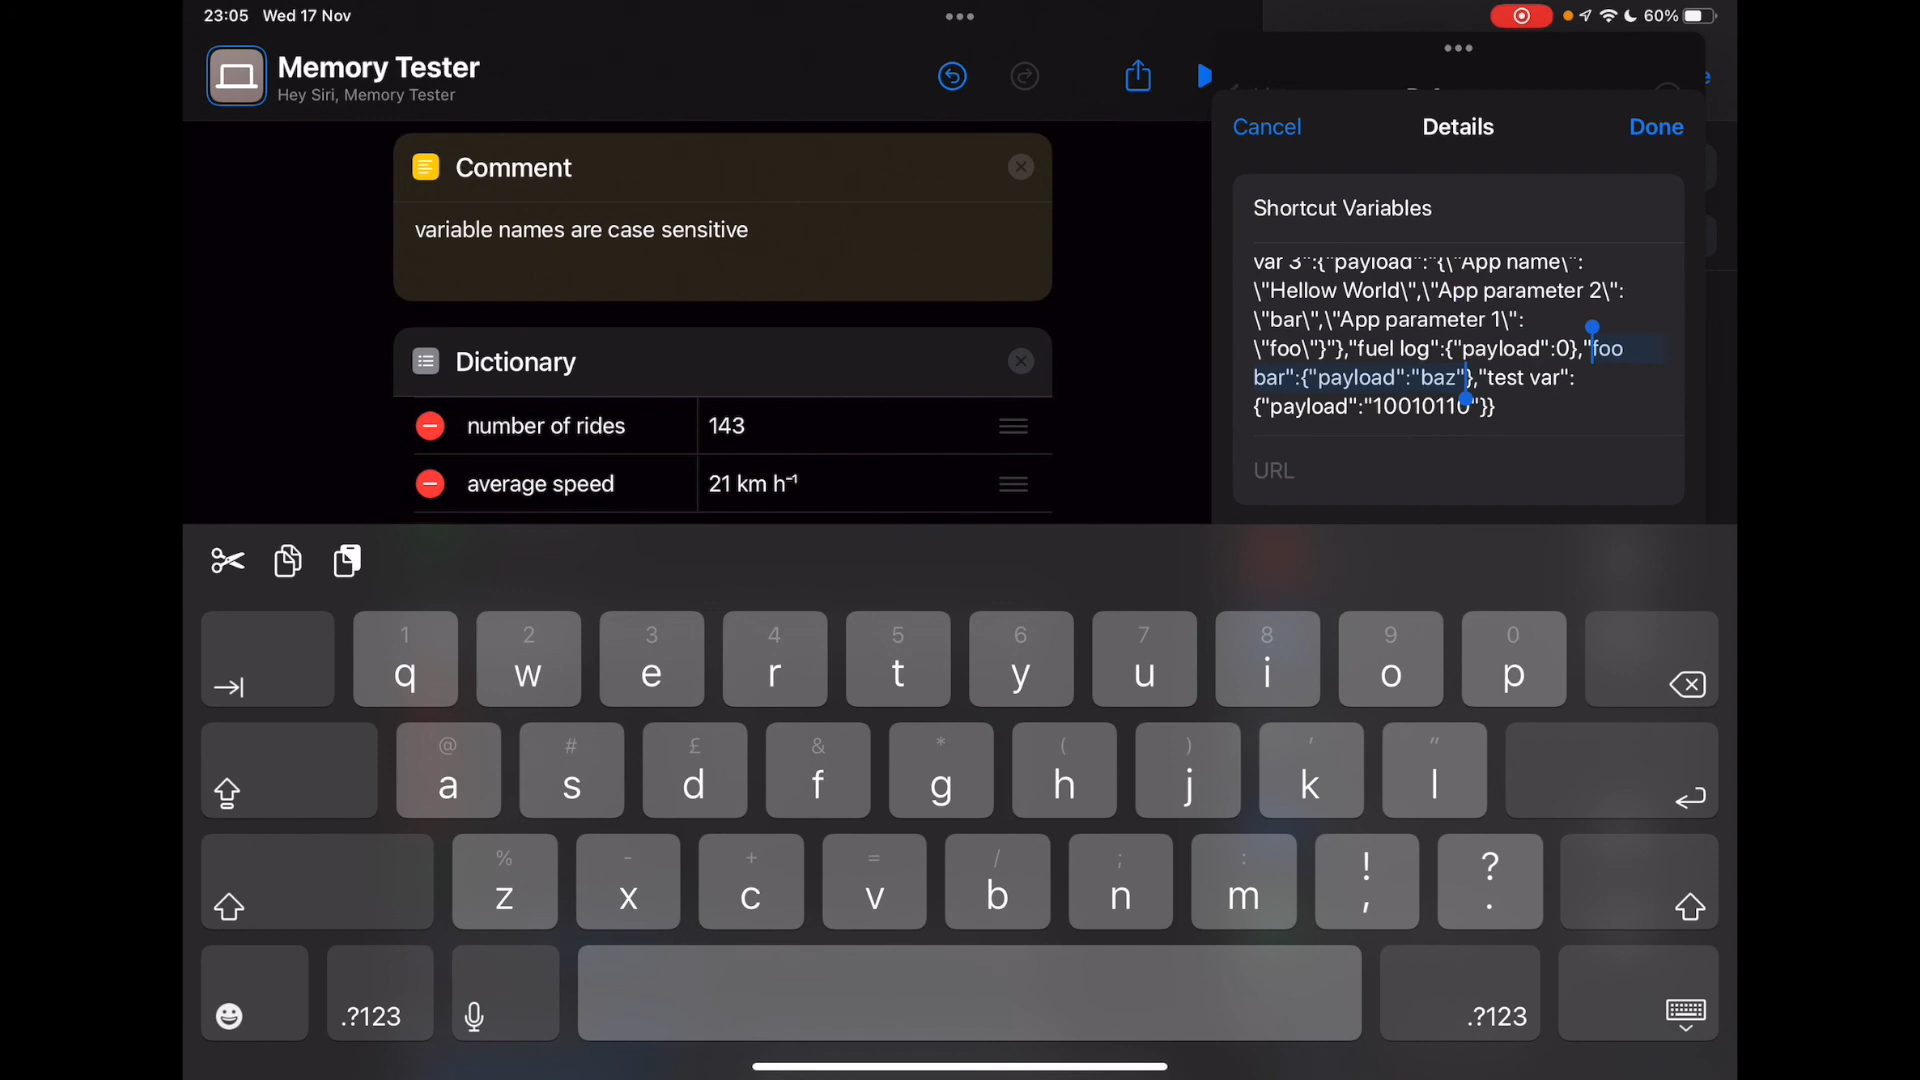 23:05 Wed 17 Nov
60%
Memory Tester
Hey Siri, Memory Tester
Cancel
Details
Done
Comment
variable names are case sensitive
Dictionary
number of rides 143
average speed 21 km h⁻¹
Shortcut Variables
var 3":{"payload":"{\"App name\":
\"Hellow World\",\"App parameter 2\":
\"bar\",\"App parameter 1\":
\"foo\"}"},"fuel log":{"payload":0},"foo
bar":{"payload":"baz"},"test var":
{"payload":"10010110"}}
URL
1 2 3 4 5 6 7 8 9 0
q w e r t y u i o p
@ # £ & * ( ) ' "
a s d f g h j k l
% - + = / ; : ! ?
z x c v b n m , .
.?123 .?123